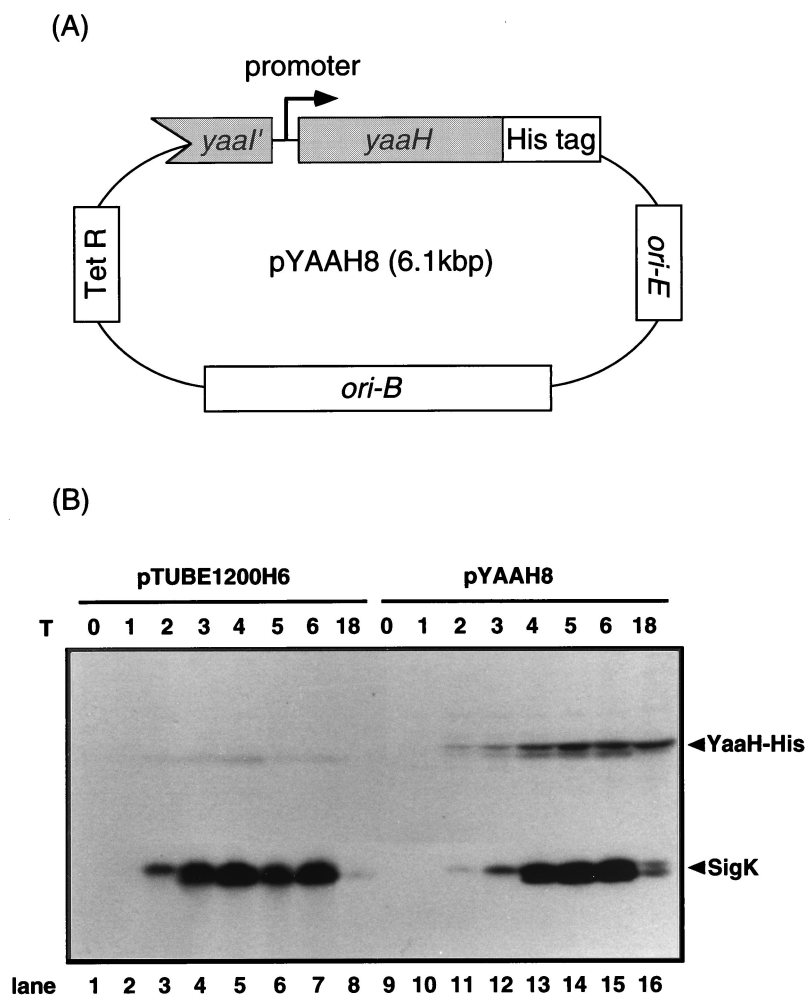 (A)
promoter
yaaI' yaaH His tag
Tet R
pYAAH8 (6.1kbp)
ori-E
ori-B
(B)
pTUBE1200H6 pYAAH8
T 0 1 2 3 4 5 6 18 0 1 2 3 4 5 6 18
◄YaaH-His
◄SigK
lane 1 2 3 4 5 6 7 8 9 10 11 12 13 14 15 16